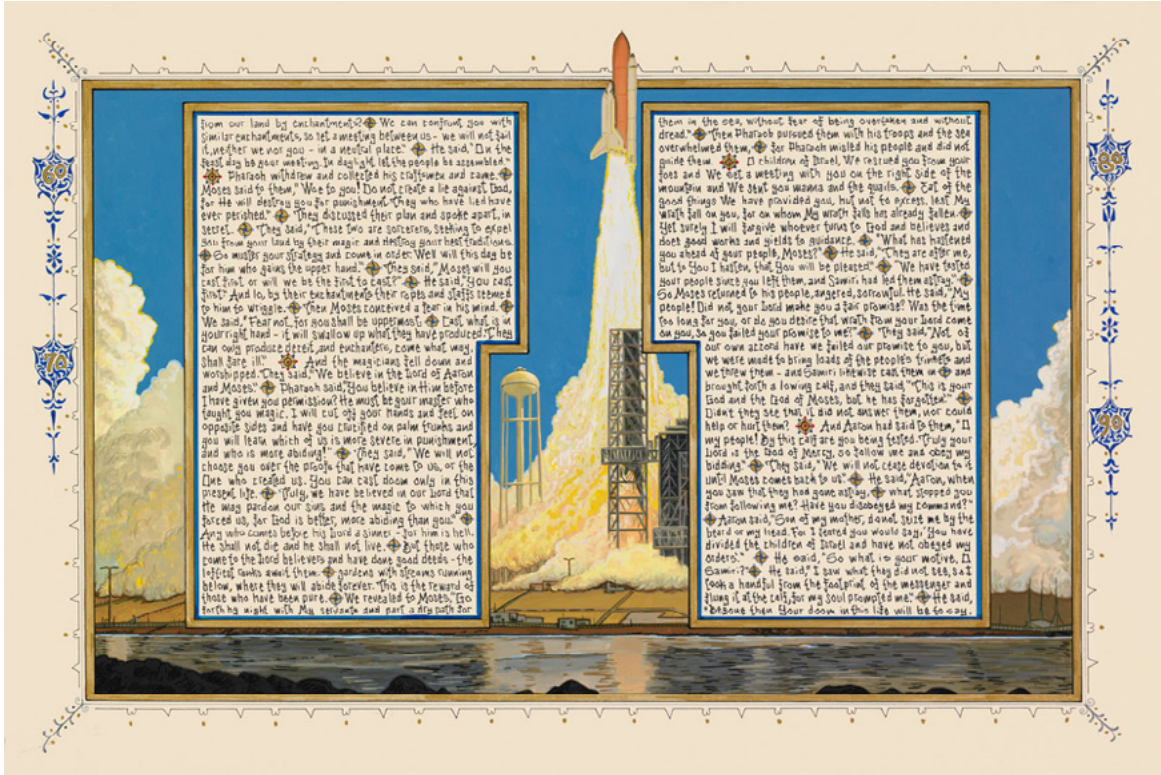 60
70
from our land by enchantments? We can confront you with
similar enchantments, so set a meeting between us - we will not fail
it, neither we nor you - in a neutral place." He said, "On the
feast day be your meeting. In daylight let the people be assembled."
Pharaoh withdrew and collected his craftsmen and came.
Moses said to them, "Woe to you! Do not create a lie against God,
for He will destroy you for punishment. They who have lied have
ever perished." They discussed their plan and spoke apart, in
secret. They said, "These two are sorcerers, seeking to expel
you from your land by their magic and destroy your best traditions.
So muster your strategy and come in order. Well will this day be
for him who gains the upper hand." They said, "Moses will you
cast first or will we be the first to cast?" He said, "You cast
first." And lo, by their enchantments their ropes and staffs seemed
to him to wriggle. Then Moses conceived a fear in his mind.
We said, "Fear not, for you shall be uppermost. Cast what is in
your right hand - it will swallow up what they have produced. They
can only produce deceit, and enchanters, come what way,
shall fare ill." And the magicians fell down and
worshipped. They said, "We believe in the Lord of Aaron
and Moses." Pharaoh said, "You believe in Him before
I have given you permission? He must be your master who
taught you magic. I will cut off your hands and feet on
opposite sides and have you crucified on palm trunks and
you will learn which of us is more severe in punishment,
and who is more abiding!" They said, "We will not
choose you over the proofs that have come to us, or the
One who created us. You can cast doom only in this
present life. Truly, we have believed in our Lord that
He may pardon our sins and the magic to which you
forced us, for God is better, more abiding than you."
Any who comes before his Lord a sinner - for him is hell.
He shall not die and he shall not live. But those who
come to the Lord believers and have done good deeds - the
loftiest ranks await them. gardens with streams running
below, where they will abide forever. This is the reward of
those who have been pure. We revealed to Moses, "Go
forth by night with My servants and part a dry path for
them in the sea, without fear of being overtaken and without
dread." Then Pharaoh pursued them with his troops and the sea
overwhelmed them, for Pharaoh misled his people and did not
guide them. O children of Israel, We rescued you from your
foes and We set a meeting with you on the right side of the
mountain and We sent you manna and the quails. Eat of the
good things We have provided you, but not to excess, lest My
wrath fall on you, for on whom My wrath falls has already fallen.
Yet surely I will forgive whoever turns to God and believes and
does good works and yields to guidance. "What has hastened
you ahead of your people, Moses?" He said, "They are after me,
but to You I hasten, that You will be pleased." "We have tested
your people since you left them, and Samiri has led them astray."
So Moses returned to his people, angered, sorrowful. He said, "My
people! Did not your Lord make you a fair promise? Was the time
too long for you, or do you desire that wrath from your Lord come
on you, so you failed your promise to me?" They said, "Not of
our own accord have we failed our promise to you, but
we were made to bring loads of the people's trinkets and
we threw them - and Samiri likewise cast them in and
brought forth a lowing calf, and they said, "This is your
God and the God of Moses, but he has forgotten."
Didn't they see that it did not answer them, nor could
help or hurt them? And Aaron had said to them, "O
my people! By this calf are you being tested. Truly your
Lord is the God of Mercy, so follow me and obey my
bidding." They said, "We will not cease devotion to it
until Moses comes back to us." He said, "Aaron, when
you saw that they had gone astray, what stopped you
from following me? Have you disobeyed my command?"
Aaron said, "Son of my mother, do not seize me by the
beard or my head. For I feared you would say, "You have
divided the children of Israel and have not obeyed my
orders." He said, "So what is your motive, O
Samiri?" He said, "I saw what they did not see, so I
took a handful from the footprint of the messenger and
flung it at the calf, for my soul prompted me." He said,
"Begone then. Your doom in this life will be to say,
80
90